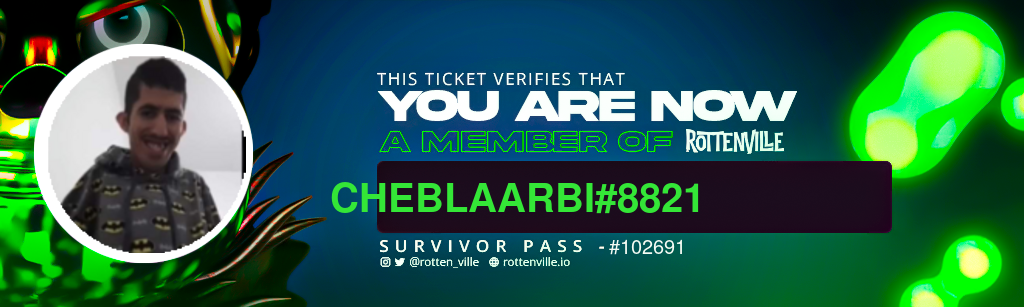 THIS TICKET VERIFIES THAT
YOU ARE NOW
A MEMBER OF ROTTENVILLE
CHEBLAARBI#8821
SURVIVOR PASS - #102691
@rotten_ville rottenville.io